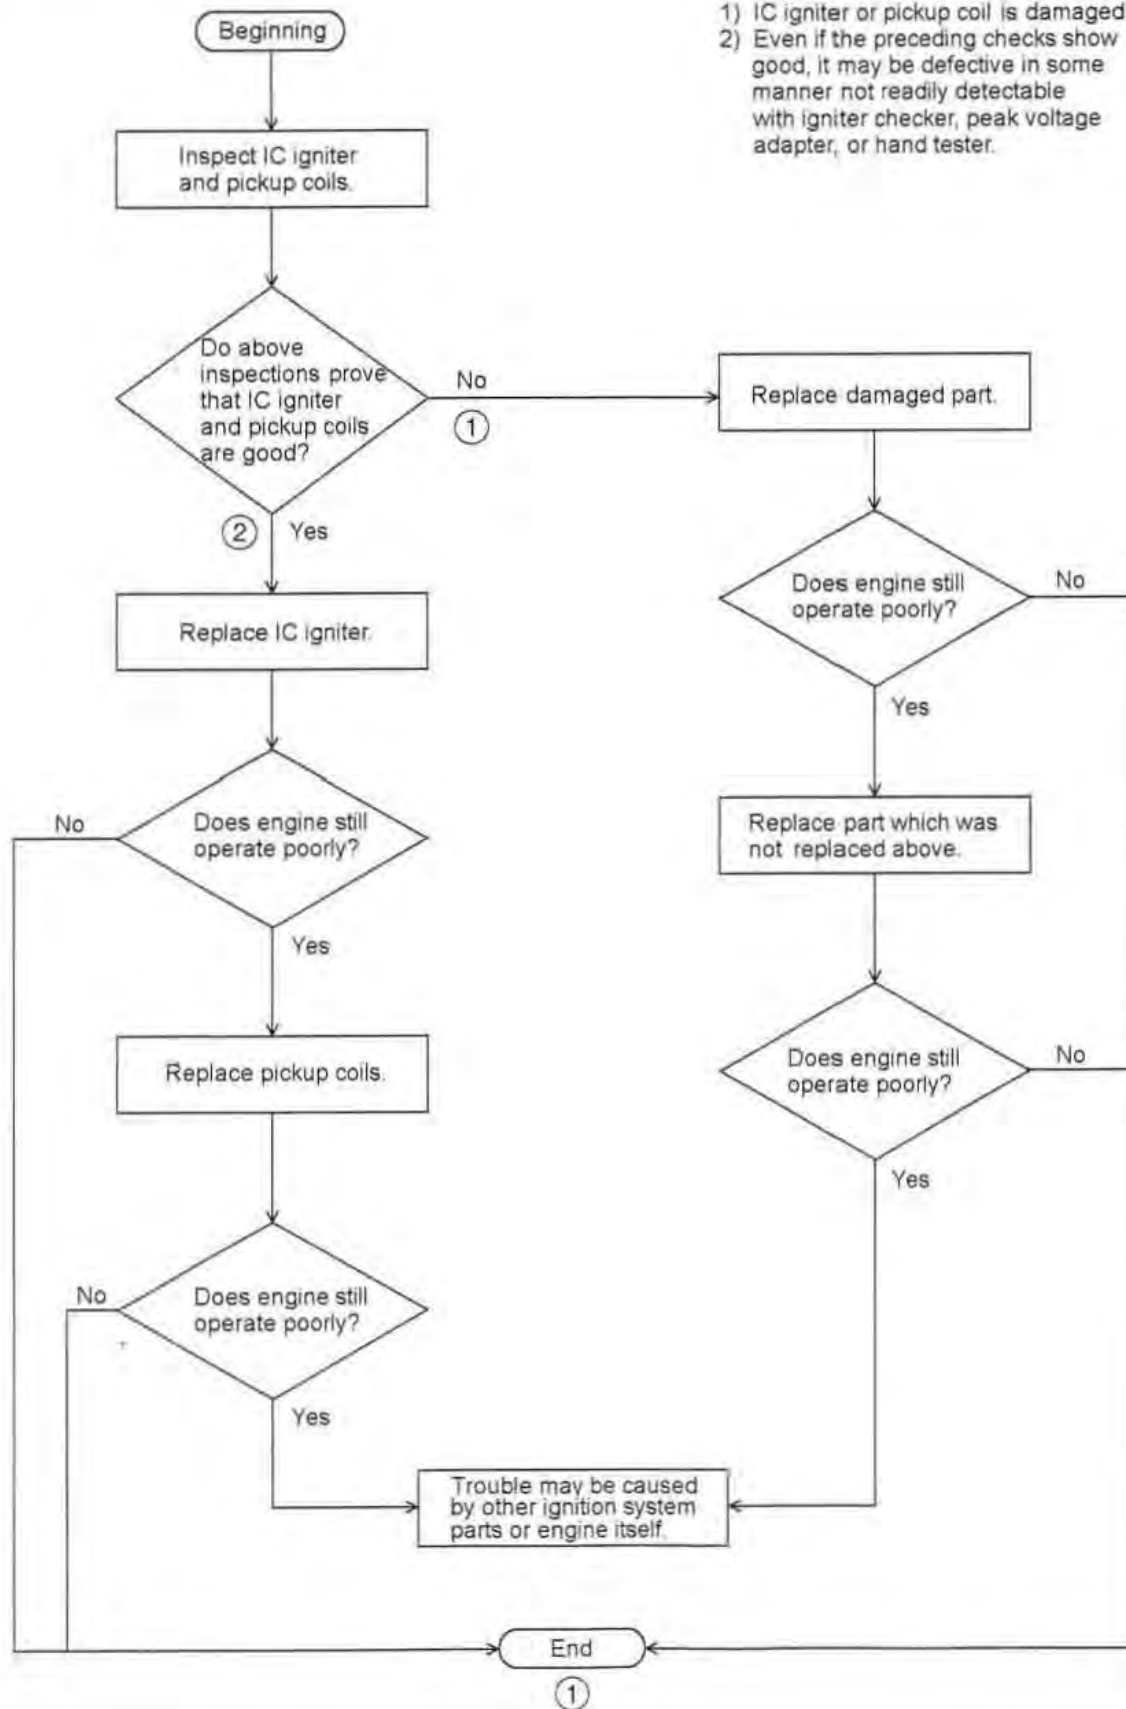 1) IC igniter or pickup coil is damaged
2) Even if the preceding checks show
good, it may be defective in some
manner not readily detectable
with igniter checker, peak voltage
adapter, or hand tester.
Beginning
Inspect IC igniter
and pickup coils.
Do above
inspections prove
that IC igniter
and pickup coils
are good?
No
1
2
Yes
Replace IC igniter.
Does engine still
operate poorly?
No
Yes
Replace pickup coils.
Does engine still
operate poorly?
No
Yes
Replace damaged part.
Does engine still
operate poorly?
No
Yes
Replace part which was
not replaced above.
Does engine still
operate poorly?
No
Yes
Trouble may be caused
by other ignition system
parts or engine itself.
End
1